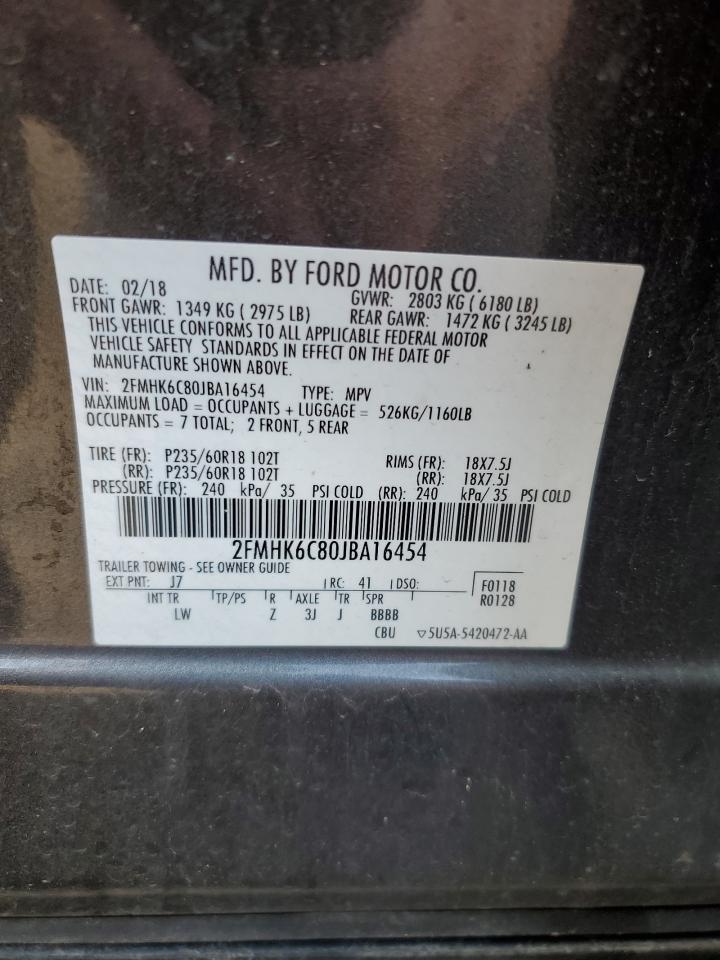 MFD. BY FORD MOTOR CO.
DATE: 02/18 GVWR: 2803 KG ( 6180 LB)
FRONT GAWR: 1349 KG ( 2975 LB) REAR GAWR: 1472 KG ( 3245 LB)
THIS VEHICLE CONFORMS TO ALL APPLICABLE FEDERAL MOTOR
VEHICLE SAFETY STANDARDS IN EFFECT ON THE DATE OF
MANUFACTURE SHOWN ABOVE.
VIN: 2FMHK6C80JBA16454 TYPE: MPV
MAXIMUM LOAD = OCCUPANTS + LUGGAGE = 526KG/1160LB
OCCUPANTS = 7 TOTAL; 2 FRONT, 5 REAR
TIRE (FR): P235/60R18 102T RIMS (FR): 18X7.5J
(RR): P235/60R18 102T (RR): 18X7.5J
PRESSURE (FR): 240 kPa/ 35 PSI COLD (RR): 240 kPa/ 35 PSI COLD
2FMHK6C80JBA16454
TRAILER TOWING - SEE OWNER GUIDE
EXT PNT: J7 RC: 41 DSO: F0118
INT TR TP/PS R AXLE TR SPR R0128
LW Z 3J J BBBB
CBU ▽5U5A-5420472-AA